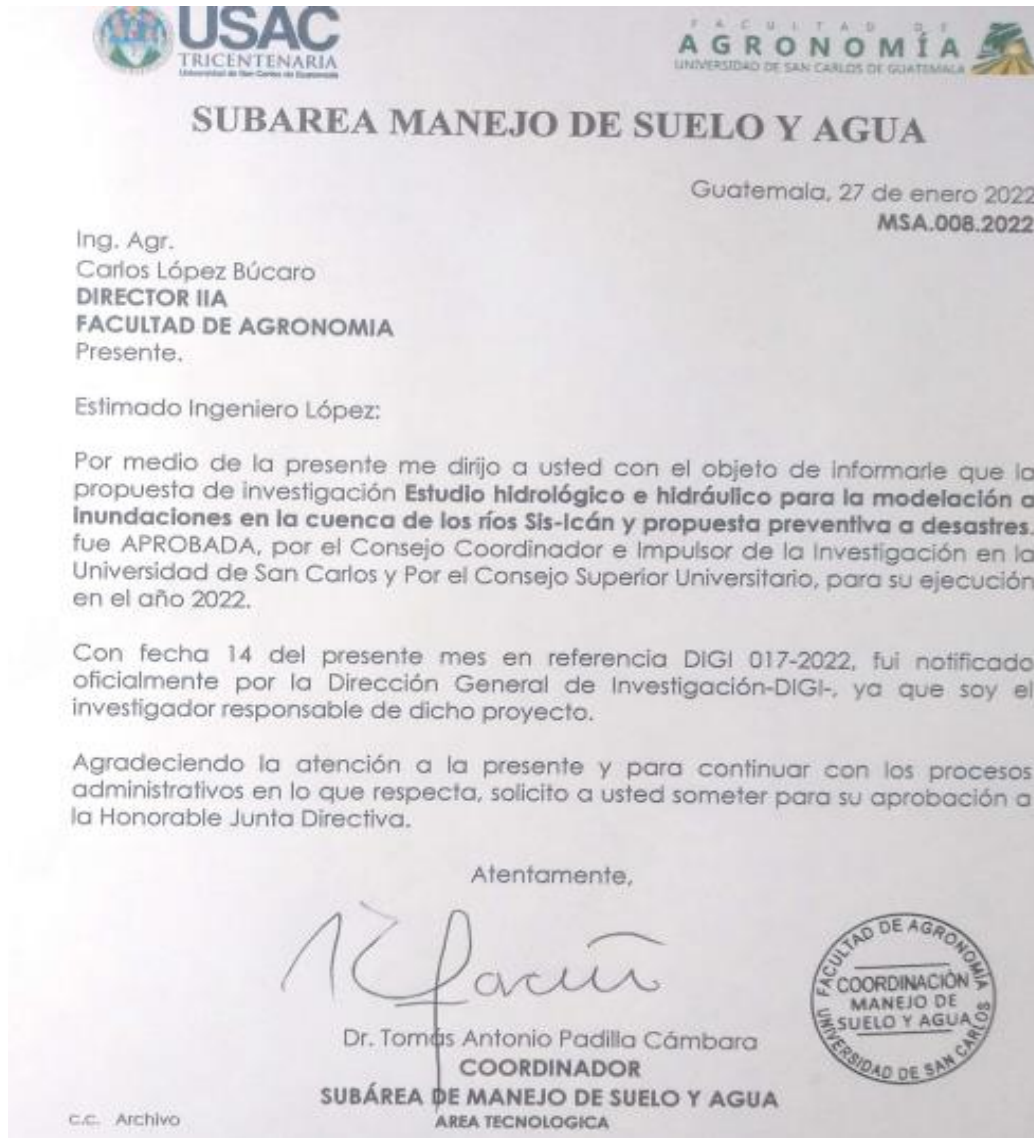 USAC
TRICENTENARIA
Universidad de San Carlos de Guatemala
FACULTAD DE
AGRONOMÍA
UNIVERSIDAD DE SAN CARLOS DE GUATEMALA
SUBAREA MANEJO DE SUELO Y AGUA
Guatemala, 27 de enero 2022
MSA.008.2022
Ing. Agr.
Carlos López Búcaro
DIRECTOR IIA
FACULTAD DE AGRONOMIA
Presente.
Estimado Ingeniero López:
Por medio de la presente me dirijo a usted con el objeto de informarle que la
propuesta de investigación Estudio hidrológico e hidráulico para la modelación d
inundaciones en la cuenca de los ríos Sis-Icán y propuesta preventiva a desastres.
fue APROBADA, por el Consejo Coordinador e Impulsor de la Investigación en la
Universidad de San Carlos y Por el Consejo Superior Universitario, para su ejecución
en el año 2022.
Con fecha 14 del presente mes en referencia DIGI 017-2022, fui notificado
oficialmente por la Dirección General de Investigación-DIGI-, ya que soy el
investigador responsable de dicho proyecto.
Agradeciendo la atención a la presente y para continuar con los procesos
administrativos en lo que respecta, solicito a usted someter para su aprobación a
la Honorable Junta Directiva.
Atentamente,
Dr. Tomás Antonio Padilla Cámbara
COORDINADOR
SUBÁREA DE MANEJO DE SUELO Y AGUA
AREA TECNOLOGICA
c.c. Archivo
FACULTAD DE AGRONOMÍA
COORDINACIÓN
MANEJO DE
SUELO Y AGUA
UNIVERSIDAD DE SAN CARLOS